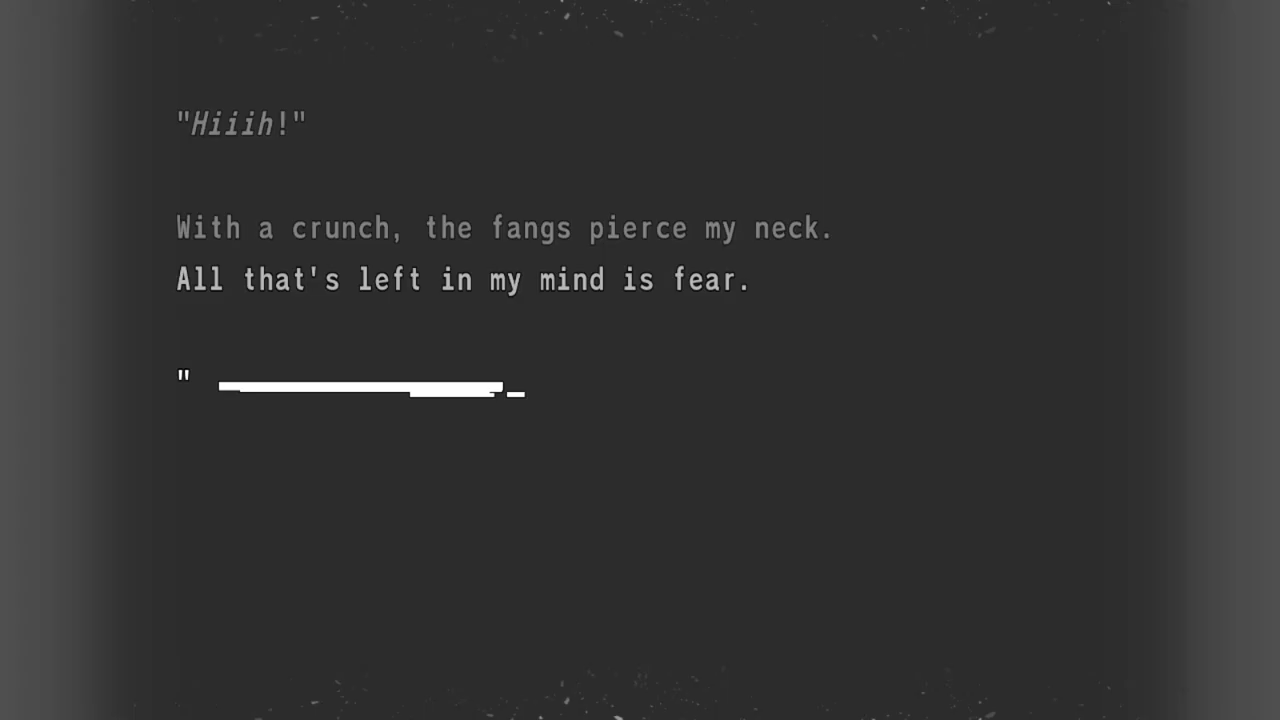 "Hiiih!"
With a crunch, the fangs pierce my neck.
All that's left in my mind is fear.
"